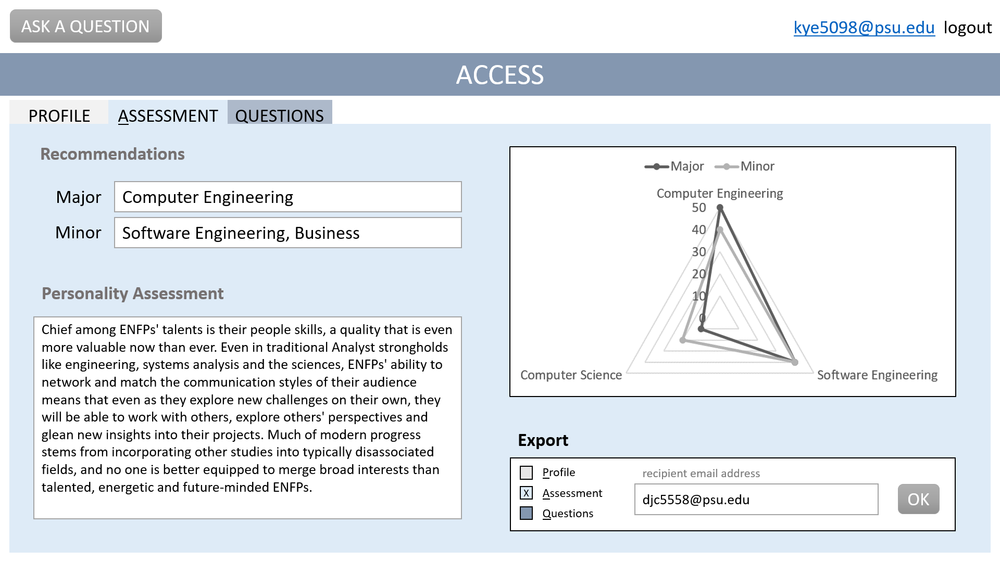 ASK A QUESTION
kye5098@psu.edu logout
ACCESS
PROFILE
ASSESSMENT
QUESTIONS
Recommendations
Major
Computer Engineering
Minor
Software Engineering, Business
Personality Assessment
Chief among ENFPs' talents is their people skills, a quality that is even
more valuable now than ever. Even in traditional Analyst strongholds
like engineering, systems analysis and the sciences, ENFPs' ability to
network and match the communication styles of their audience
means that even as they explore new challenges on their own, they
will be able to work with others, explore others' perspectives and
glean new insights into their projects. Much of modern progress
stems from incorporating other studies into typically disassociated
fields, and no one is better equipped to merge broad interests than
talented, energetic and future-minded ENFPs.
Major
Minor
Computer Engineering
50
40
30
20
10
0
Computer Science
Software Engineering
Export
Profile
X Assessment
Questions
recipient email address
djc5558@psu.edu
OK